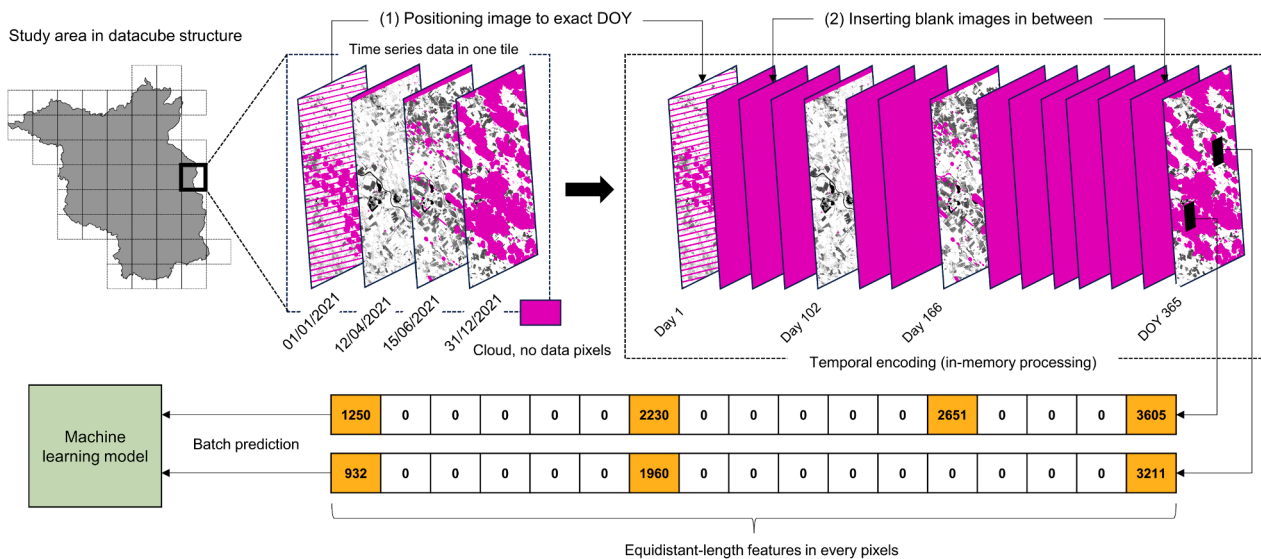 (1) Positioning image to exact DOY
(2) Inserting blank images in between
Study area in datacube structure
Time series data in one tile
01/01/2021
12/04/2021
15/06/2021
31/12/2021
Cloud, no data pixels
Day 1
Day 102
Day 166
DOY 365
Temporal encoding (in-memory processing)
Machine
learning model
Batch prediction
1250 0 0 0 0 0 2230 0 0 0 0 0 2651 0 0 0 3605
932 0 0 0 0 0 1960 0 0 0 0 0 0 0 0 0 3211
Equidistant-length features in every pixels